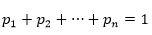 p₁ + p₂ + ⋯ + pₙ = 1